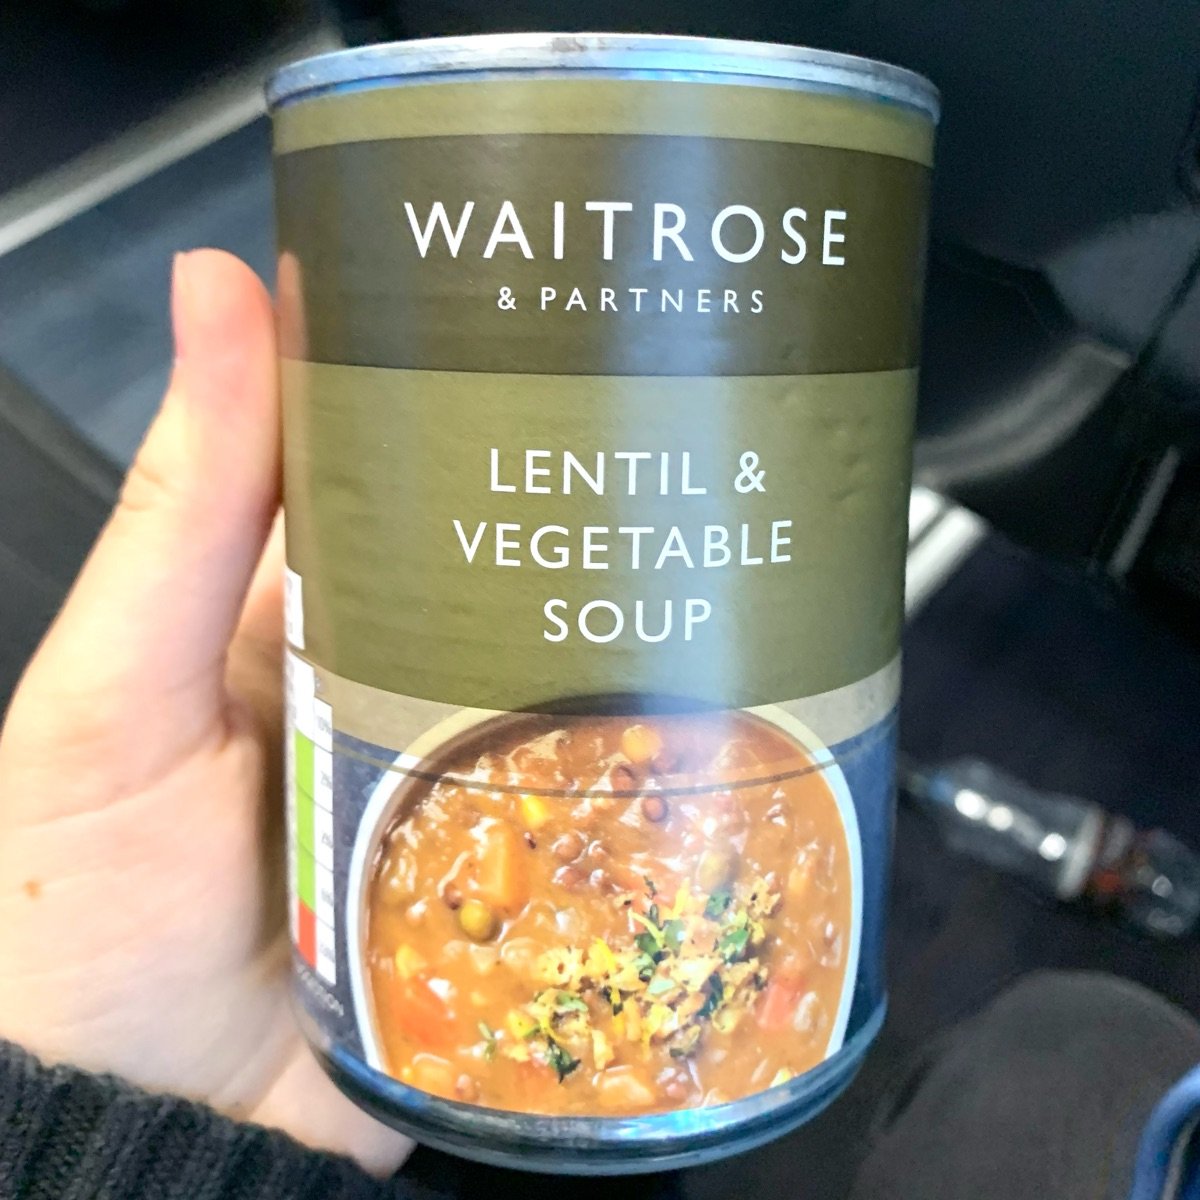 WAITROSE
& PARTNERS
LENTIL &
VEGETABLE
SOUP